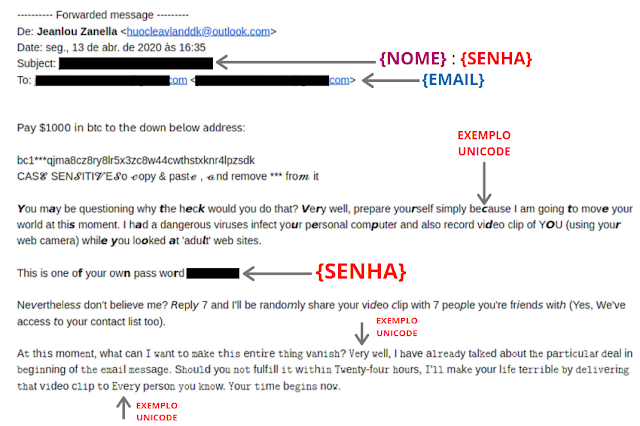 ---------- Forwarded message ---------
De: Jeanlou Zanella <huocleavlanddk@outlook.com>
Date: seg., 13 de abr. de 2020 às 16:35
Subject: {NOME} : {SENHA}
To: com < com> {EMAIL}
Pay $1000 in btc to the down below address:
EXEMPLO
UNICODE
bc1***qjma8cz8ry8lr5x3zc8w44cwthstxknr4lpzsdk
CAS𝓔 SEN𝓢ITI𝓥E𝓢o 𝓬opy & past𝓮 , 𝓪nd remove *** fro𝓶 it
𝙔ou m𝙖y be questioning why 𝙩he h𝙚𝙘𝙠 would you do that? 𝙑e𝙧y well, prepare yo𝙪rself simply be𝙘ause I am going 𝙩o mov𝙚 your
world at thi𝙨 moment. I h𝙖d a dangerous viruses infect yo𝙪𝙧 p𝙚rsonal com𝙥uter and also record vi𝙙eo clip of Y𝙊U (using you𝙧
web camera) whil𝙚 𝙮ou lo𝙤ked 𝙖t 'adu𝙡t' web sites.
This is one o𝙛 your ow𝙣 pass wo𝙧d {SENHA}
Nevertheless don't believe me? Reply 7 and I'll be randomly share your video clip with 7 people you're friends with (Yes, We've
access to your contact list too).
EXEMPLO
UNICODE
At this moment, what can I want to make this entire thing vanish? Very well, I have already talked about the particular deal in
beginning of the email message. Should you not fulfill it within Twenty-four hours, I'll make your life terrible by delivering
that video clip to Every person you know. Your time begins now.
EXEMPLO
UNICODE